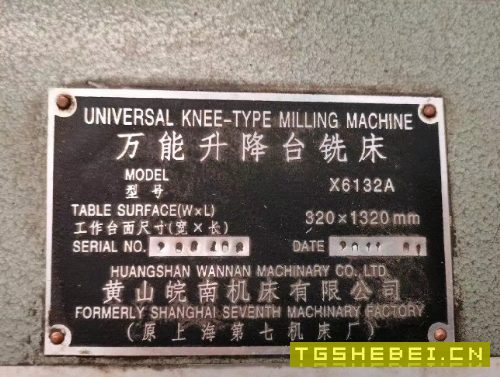 UNIVERSAL KNEE-TYPE MILLING MACHINE
万能升降台铣床
MODEL
型号 X6132A
TABLE SURFACE(W×L)
工作台面尺寸(宽×长) 320×1320mm
SERIAL NO. DATE
HUANGSHAN WANNAN MACHINARY CO., LTD.
黄山皖南机床有限公司
FORMERLY SHANGHAI SEVENTH MACHINARY FACTORY
(原上海第七机床厂)
TGSHEBEI.CN